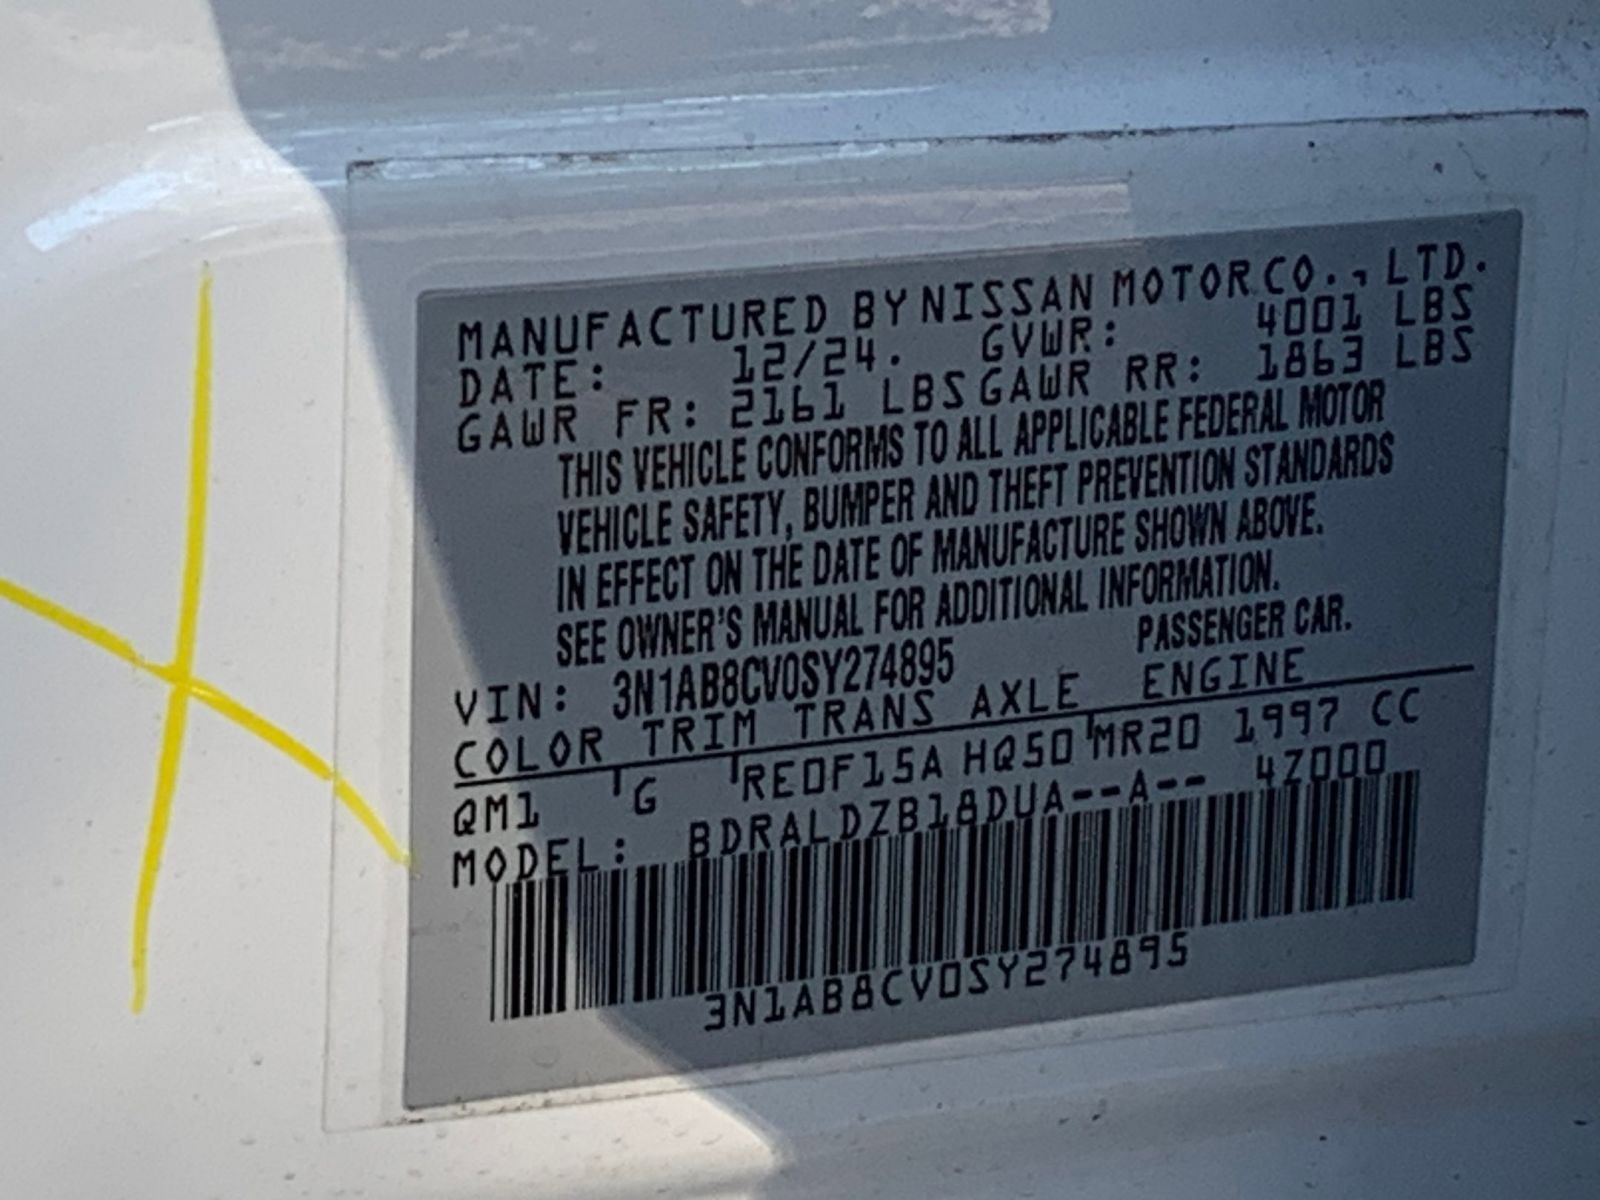 MANUFACTURED BY NISSAN MOTOR CO., LTD.
DATE: 12/24. GVWR: 4001 LBS
GAWR FR: 2161 LBS GAWR RR: 1863 LBS
THIS VEHICLE CONFORMS TO ALL APPLICABLE FEDERAL MOTOR
VEHICLE SAFETY, BUMPER AND THEFT PREVENTION STANDARDS
IN EFFECT ON THE DATE OF MANUFACTURE SHOWN ABOVE.
SEE OWNER'S MANUAL FOR ADDITIONAL INFORMATION.
VIN: 3N1AB8CV0SY274895 PASSENGER CAR.
COLOR TRIM TRANS AXLE ENGINE
QM1 G RE0F15A HQ50 MR20 1997 CC
MODEL: BDRALDZB18DUA--A-- 4Z000
3N1AB8CV0SY274895